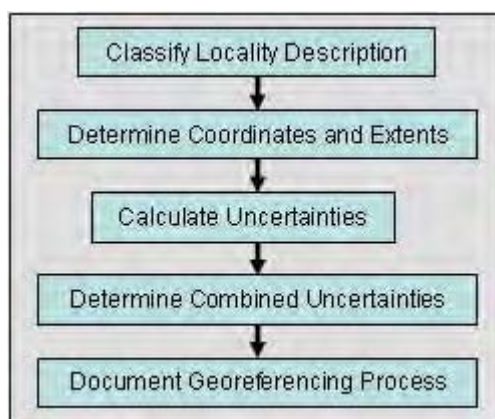 Classify Locality Description
Determine Coordinates and Extents
Calculate Uncertainties
Determine Combined Uncertainties
Document Georeferencing Process